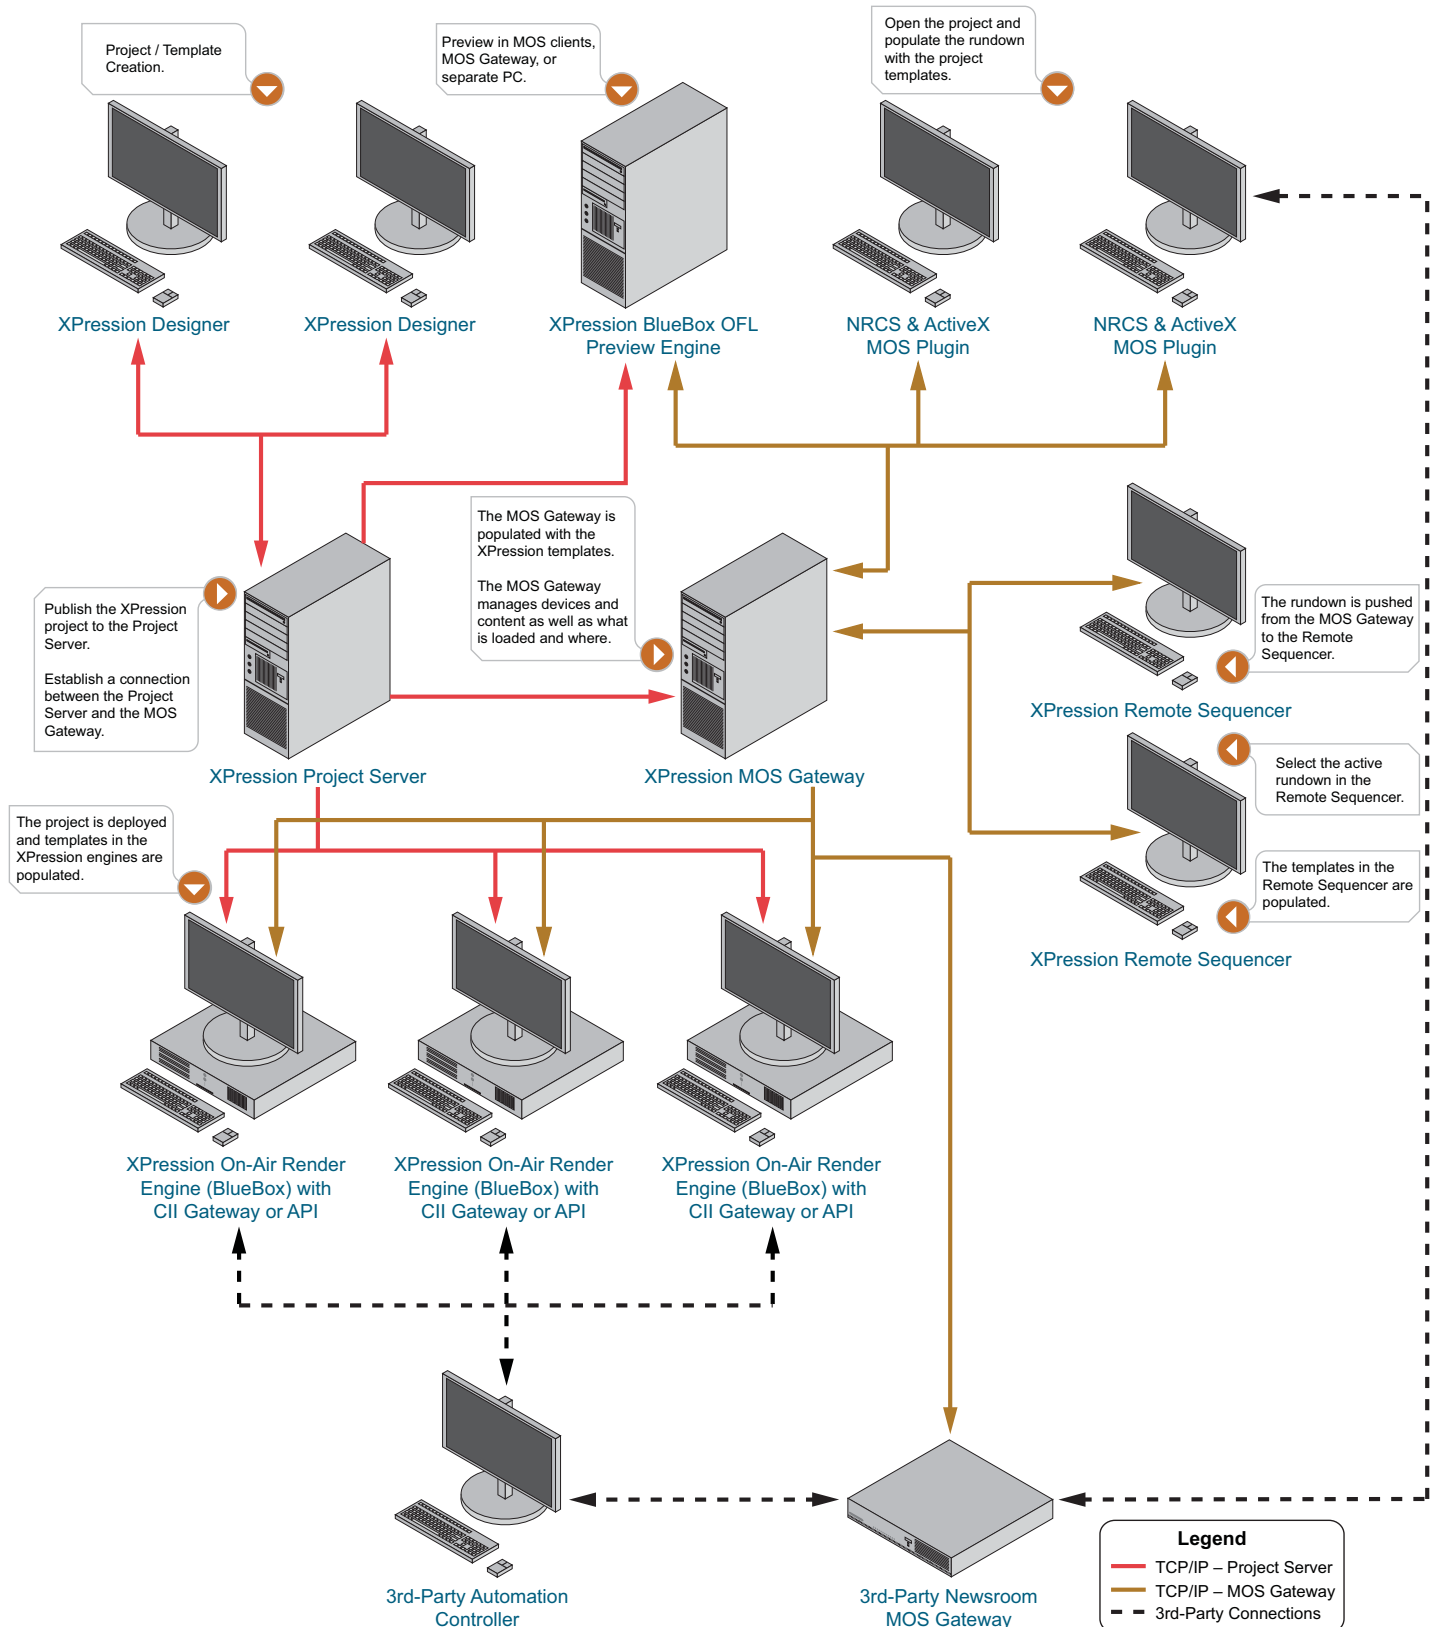 Project / Template
Creation.
Preview in MOS clients,
MOS Gateway, or
separate PC.
Open the project and
populate the rundown
with the project
templates.
XPression Designer
XPression Designer
XPression BlueBox OFL
Preview Engine
NRCS & ActiveX
MOS Plugin
NRCS & ActiveX
MOS Plugin
The MOS Gateway is
populated with the
XPression templates.
The MOS Gateway
manages devices and
content as well as what
is loaded and where.
Publish the XPression
project to the Project
Server.
Establish a connection
between the Project
Server and the MOS
Gateway.
The rundown is pushed
from the MOS Gateway
to the Remote
Sequencer.
XPression Remote Sequencer
XPression Project Server
XPression MOS Gateway
Select the active
rundown in the
Remote Sequencer.
The project is deployed
and templates in the
XPression engines are
populated.
The templates in the
Remote Sequencer are
populated.
XPression Remote Sequencer
XPression On-Air Render
Engine (BlueBox) with
CII Gateway or API
XPression On-Air Render
Engine (BlueBox) with
CII Gateway or API
XPression On-Air Render
Engine (BlueBox) with
CII Gateway or API
3rd-Party Automation
Controller
3rd-Party Newsroom
MOS Gateway
Legend
TCP/IP – Project Server
TCP/IP – MOS Gateway
3rd-Party Connections